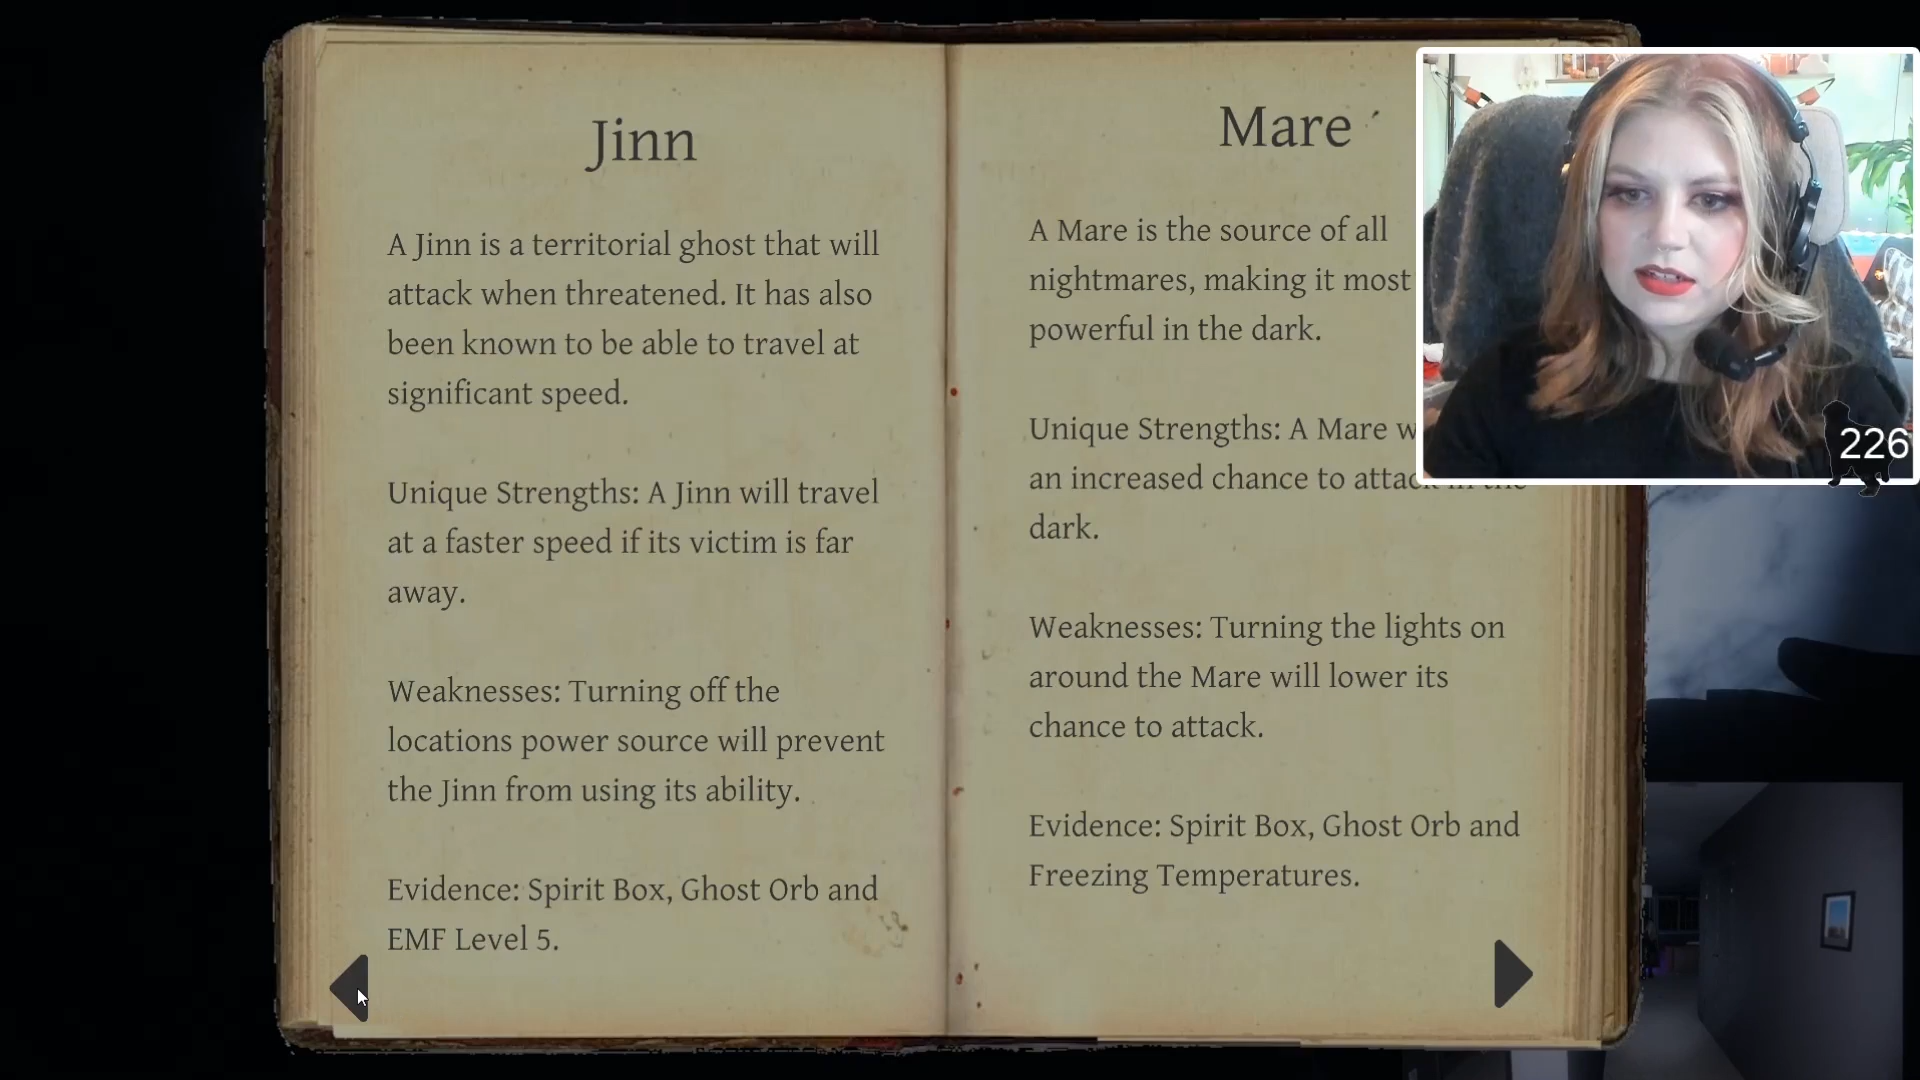 Jinn
A Jinn is a territorial ghost that will
attack when threatened. It has also
been known to be able to travel at
significant speed.
Unique Strengths: A Jinn will travel
at a faster speed if its victim is far
away.
Weaknesses: Turning off the
locations power source will prevent
the Jinn from using its ability.
Evidence: Spirit Box, Ghost Orb and
EMF Level 5.
Mare
A Mare is the source of all
nightmares, making it most
powerful in the dark.
Unique Strengths: A Mare
an increased chance to attack in the
dark.
Weaknesses: Turning the lights on
around the Mare will lower its
chance to attack.
Evidence: Spirit Box, Ghost Orb and
Freezing Temperatures.
226